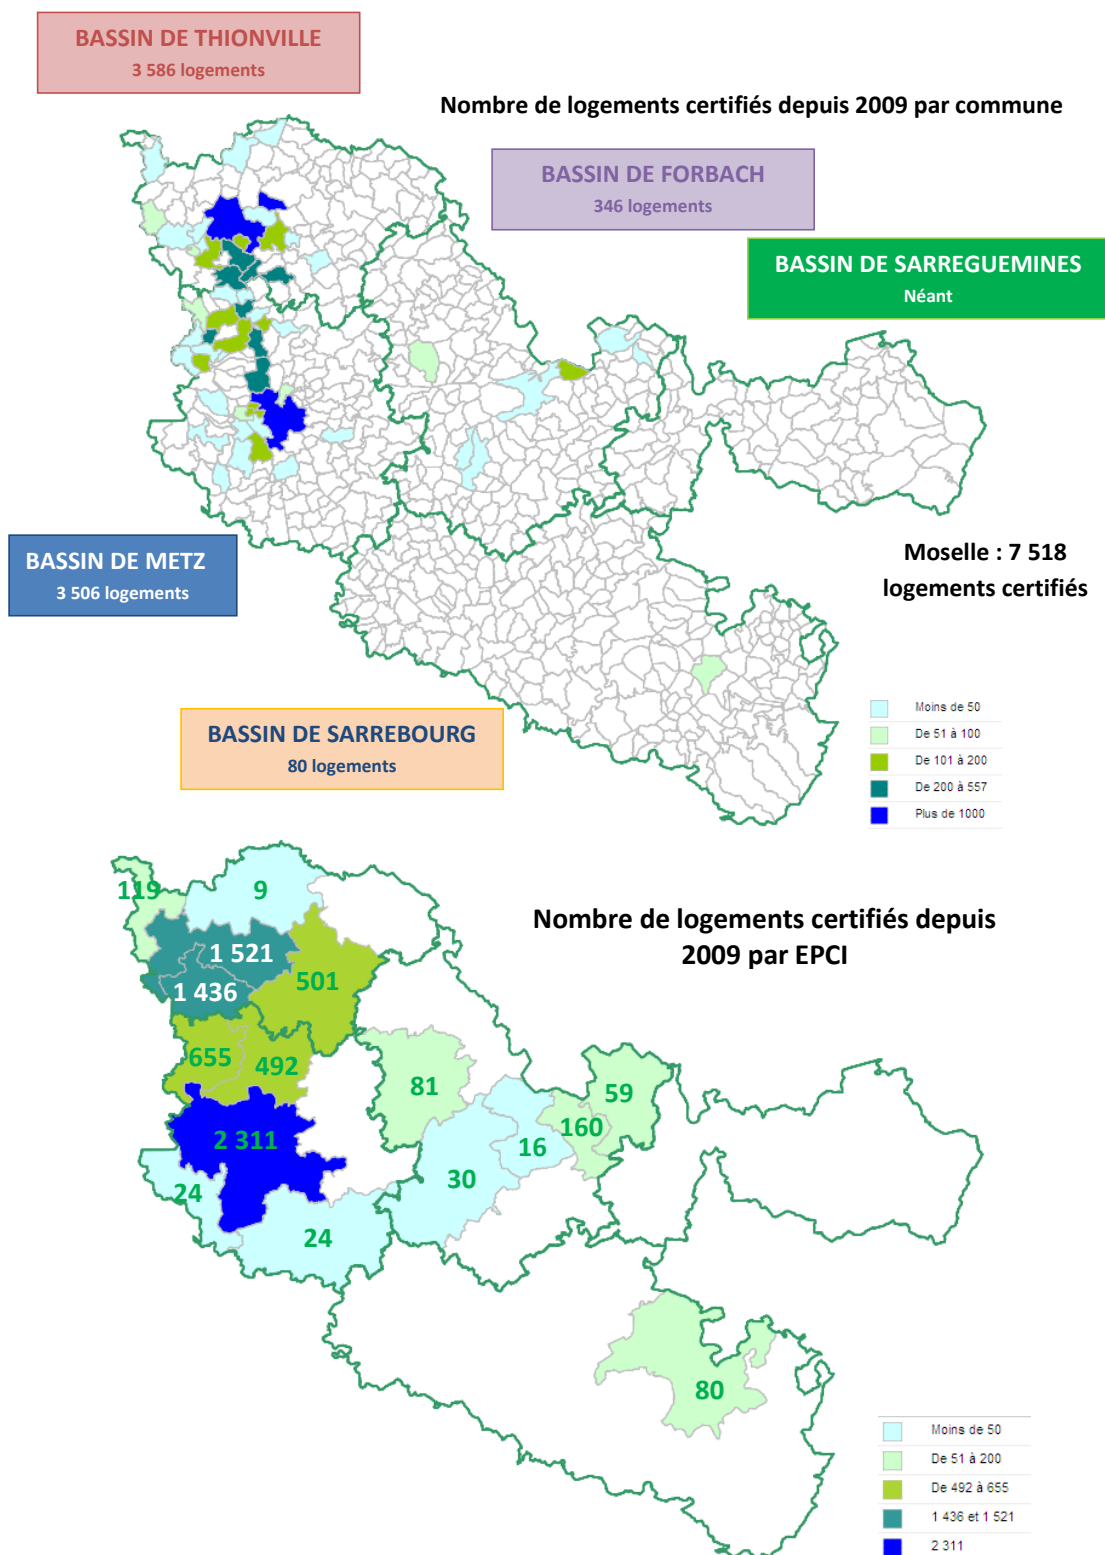 BASSIN DE THIONVILLE
3 586 logements
Nombre de logements certifiés depuis 2009 par commune
BASSIN DE FORBACH
346 logements
BASSIN DE SARREGUEMINES
Néant
BASSIN DE METZ
3 506 logements
Moselle : 7 518
logements certifiés
BASSIN DE SARREBOURG
80 logements
Moins de 50
De 51 à 100
De 101 à 200
De 200 à 557
Plus de 1000
Nombre de logements certifiés depuis
2009 par EPCI
119
9
1 521
501
1 436
655
492
81
59
160
16
2 311
30
24
24
80
Moins de 50
De 51 à 200
De 492 à 655
1 436 et 1 521
2 311